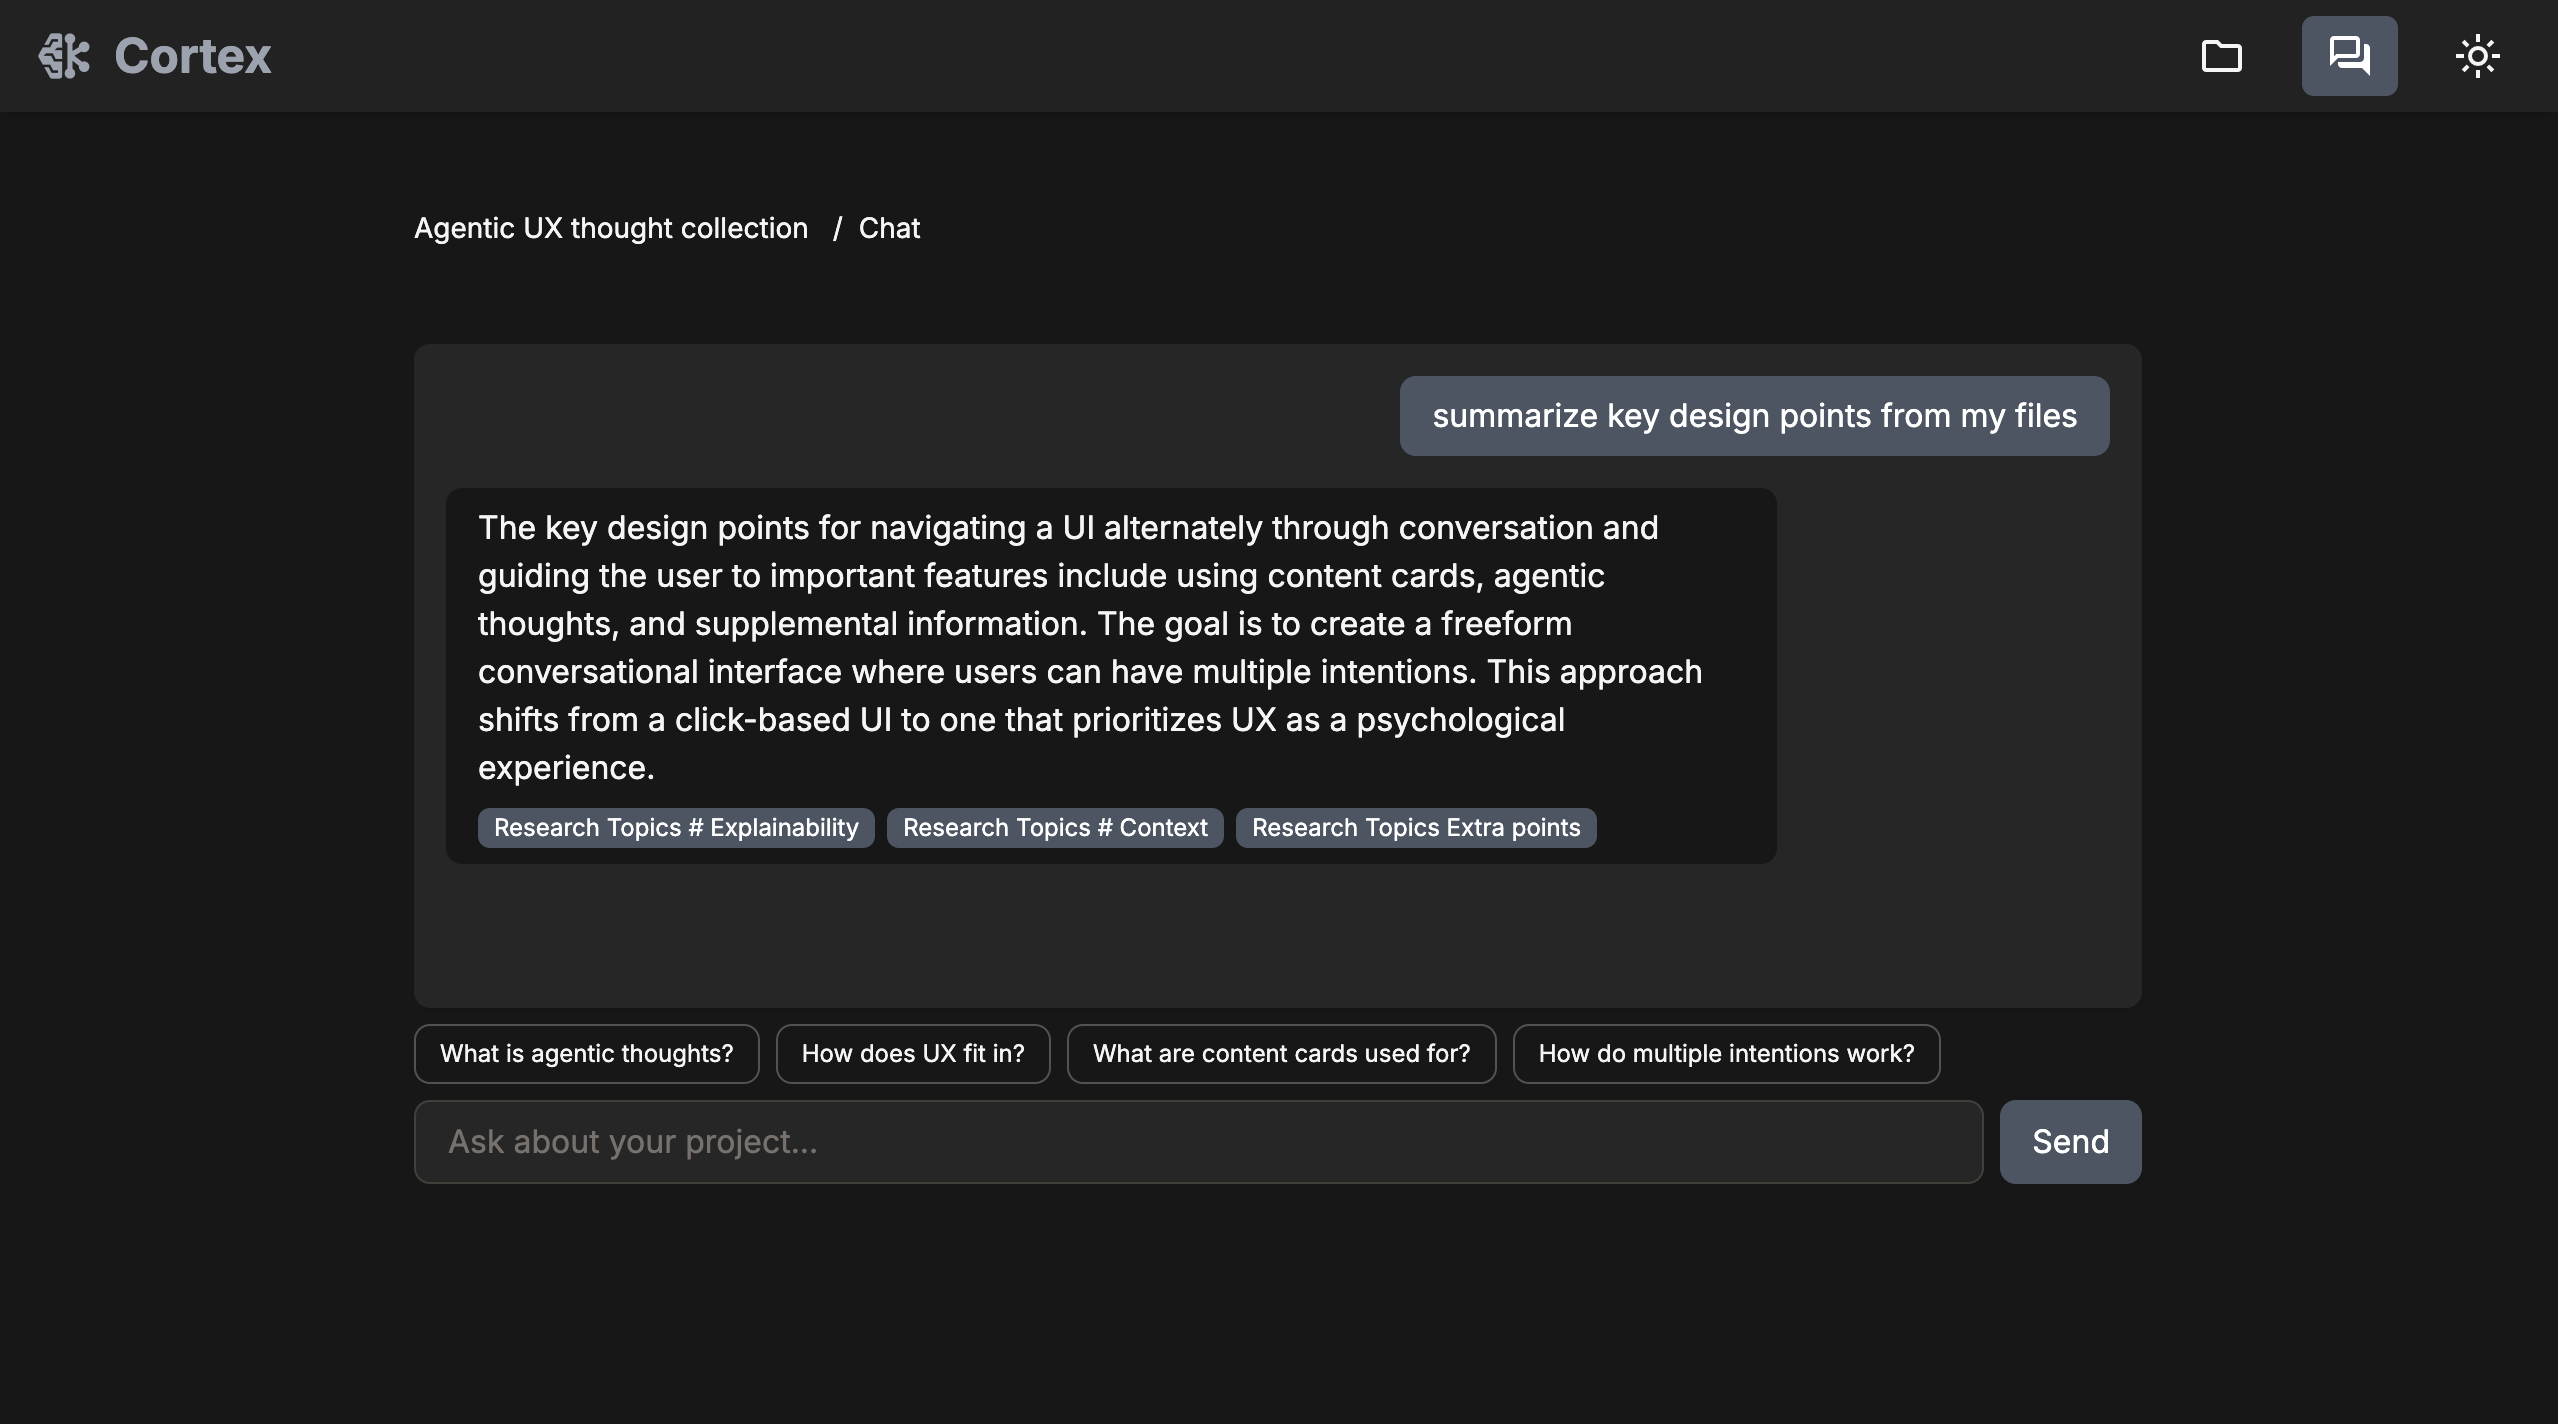 Cortex
Agentic UX thought collection / Chat
summarize key design points from my files
The key design points for navigating a UI alternately through conversation and
guiding the user to important features include using content cards, agentic
thoughts, and supplemental information. The goal is to create a freeform
conversational interface where users can have multiple intentions. This approach
shifts from a click-based UI to one that prioritizes UX as a psychological
experience.
Research Topics # Explainability Research Topics # Context Research Topics Extra points
What is agentic thoughts? How does UX fit in? What are content cards used for? How do multiple intentions work?
Ask about your project... Send